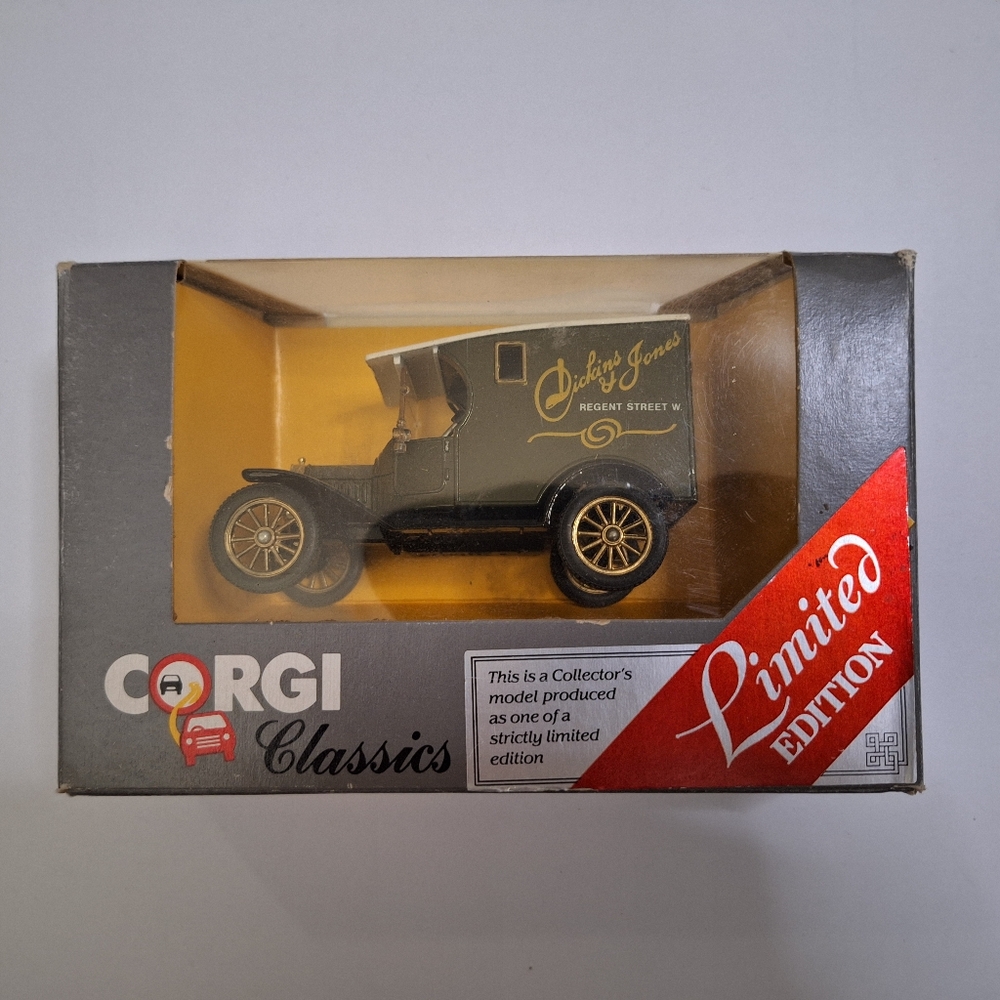 Dickins
& Jones
REGENT STREET W.
CORGI
Classics
This is a Collector's
model produced
as one of a
strictly limited
edition
Limited
EDITION